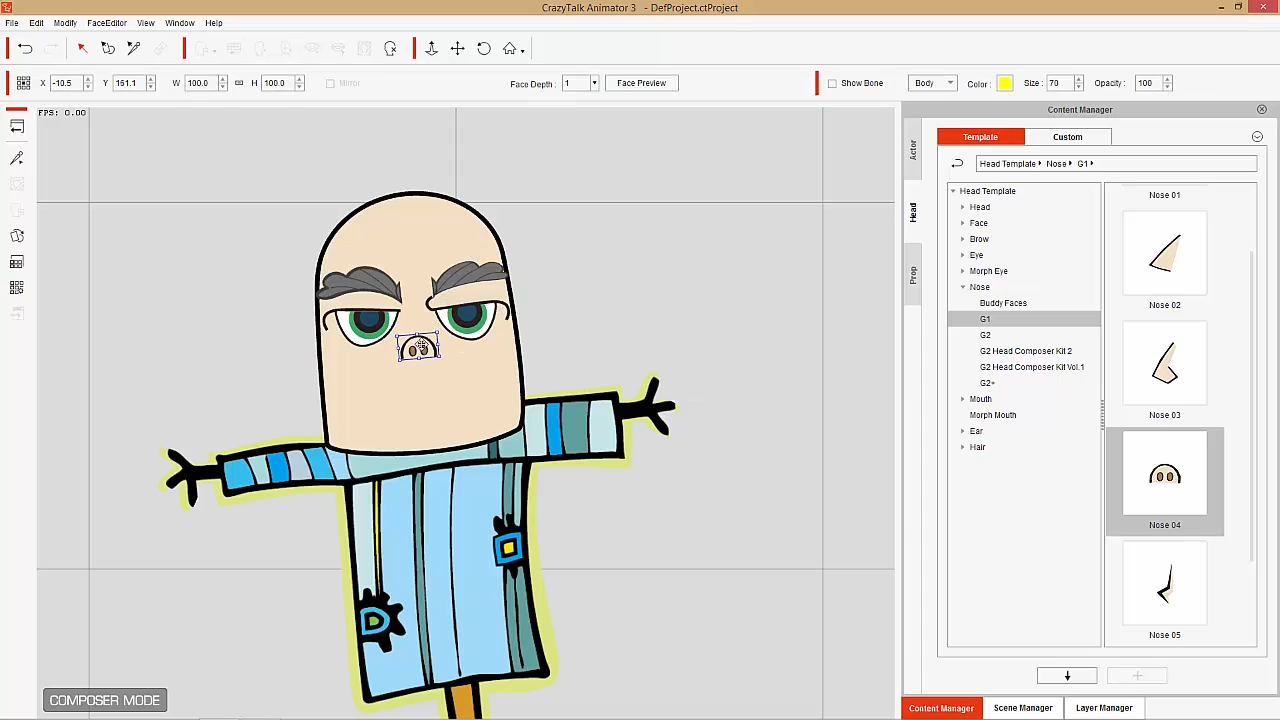 CrazyTalk Animator 3 - DefProject.ctProject
File Edit Modify FaceEditor View Window Help
X -10.5 Y 151.1 W 100.0 H 100.0 Mirror Face Depth : 1 Face Preview Show Bone Body Color : Size : 70 Opacity : 100
FPS: 0.00
Content Manager
Template Custom
Actor
Head
Prop
Head Template Nose G1
Head Template
Head
Face
Brow
Eye
Morph Eye
Nose
Buddy Faces
G1
G2
G2 Head Composer Kit 2
G2 Head Composer Kit Vol.1
G2+
Mouth
Morph Mouth
Ear
Hair
Nose 01
Nose 02
Nose 03
Nose 04
Nose 05
COMPOSER MODE
Content Manager Scene Manager Layer Manager